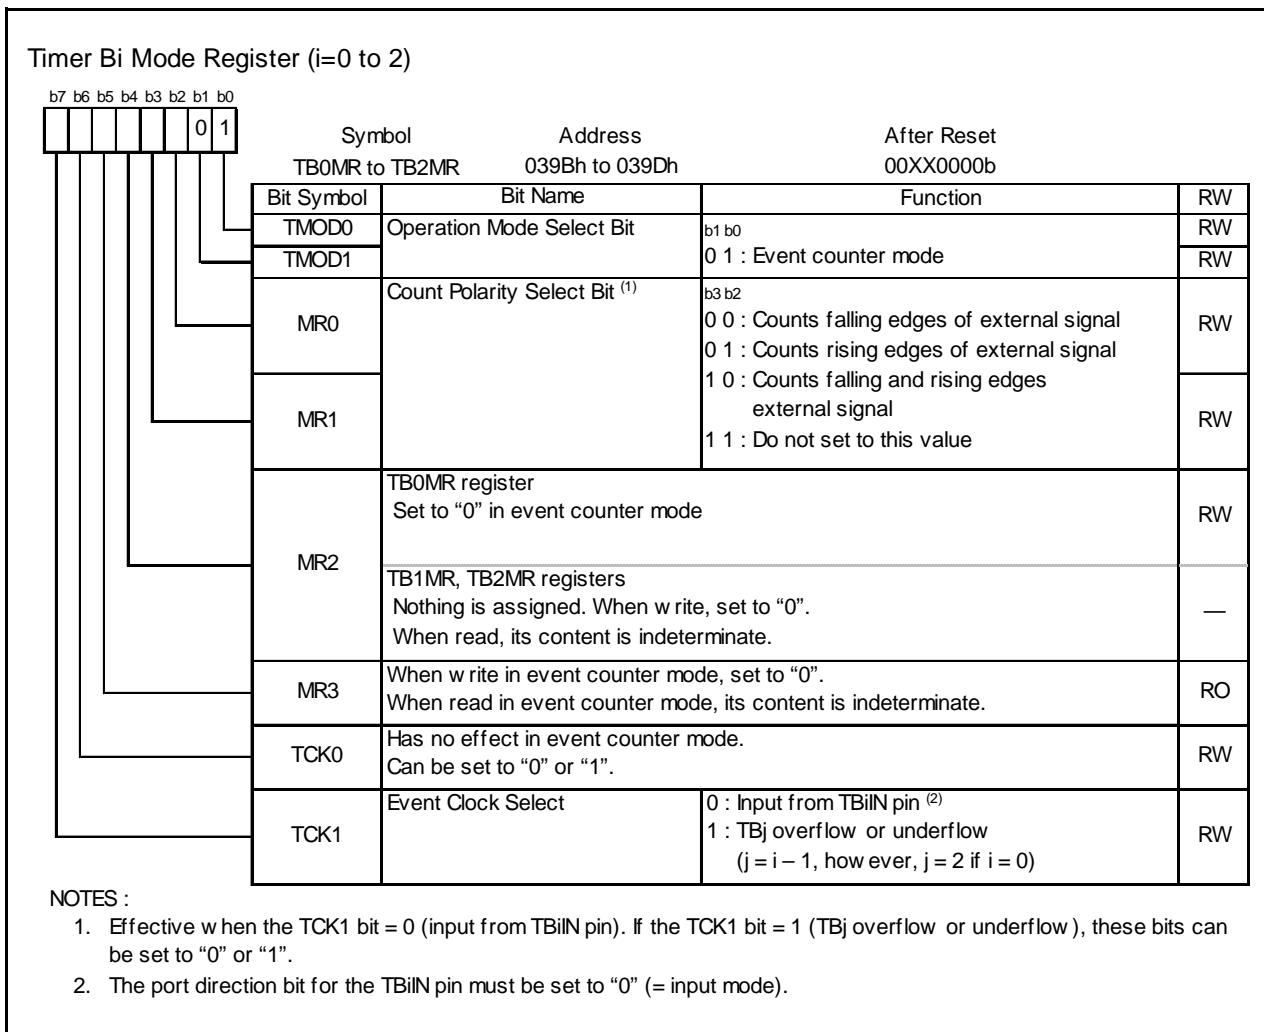 Timer Bi Mode Register (i=0 to 2)
b7 b6 b5 b4 b3 b2 b1 b0
0 1
Symbol Address After Reset
TB0MR to TB2MR 039Bh to 039Dh 00XX0000b
Bit Symbol Bit Name Function RW
TMOD0 Operation Mode Select Bit b1 b0 RW
TMOD1 0 1 : Event counter mode RW
Count Polarity Select Bit (1) b3 b2
MR0 0 0 : Counts falling edges of external signal RW
0 1 : Counts rising edges of external signal
1 0 : Counts falling and rising edges
MR1 external signal RW
1 1 : Do not set to this value
TB0MR register
Set to “0” in event counter mode RW
MR2
TB1MR, TB2MR registers
Nothing is assigned. When write, set to “0”. —
When read, its content is indeterminate.
MR3 When write in event counter mode, set to “0”. RO
When read in event counter mode, its content is indeterminate.
TCK0 Has no effect in event counter mode. RW
Can be set to “0” or “1”.
Event Clock Select 0 : Input from TBiIN pin (2)
TCK1 1 : TBj overflow or underflow RW
(j = i – 1, however, j = 2 if i = 0)
NOTES :
1. Effective when the TCK1 bit = 0 (input from TBiIN pin). If the TCK1 bit = 1 (TBj overflow or underflow), these bits can
be set to “0” or “1”.
2. The port direction bit for the TBiIN pin must be set to “0” (= input mode).